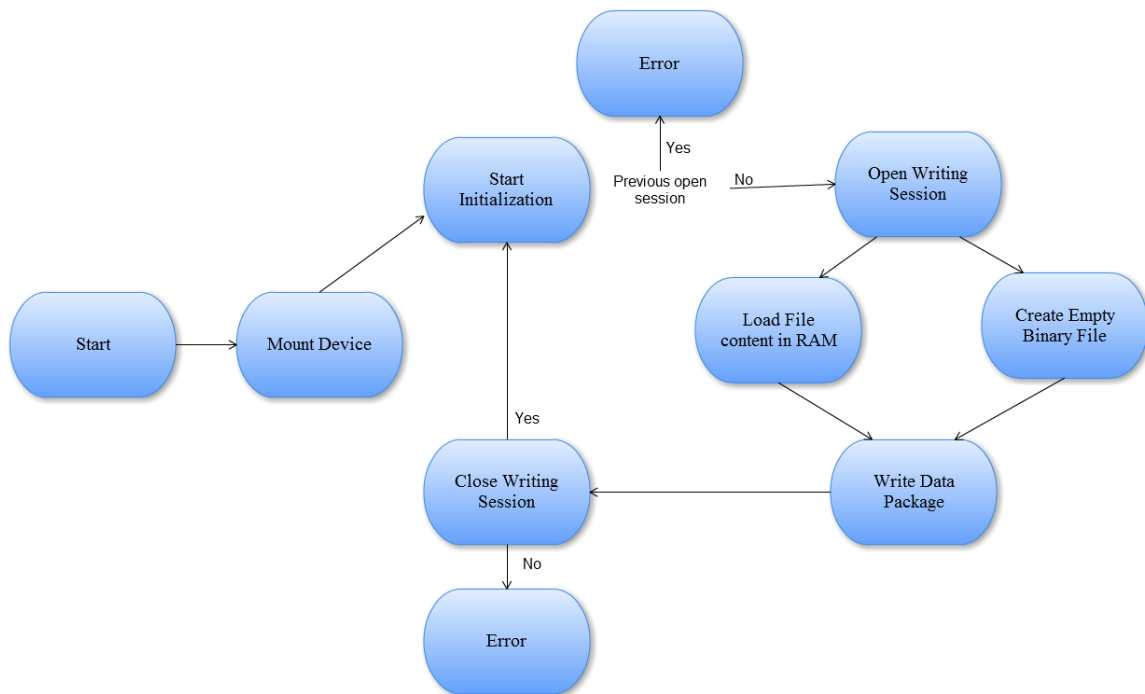 Error
Yes
Start
Initialization
Previous open
session
No
Open Writing
Session
Start
Mount Device
Load File
content in RAM
Create Empty
Binary File
Yes
Close Writing
Session
Write Data
Package
No
Error